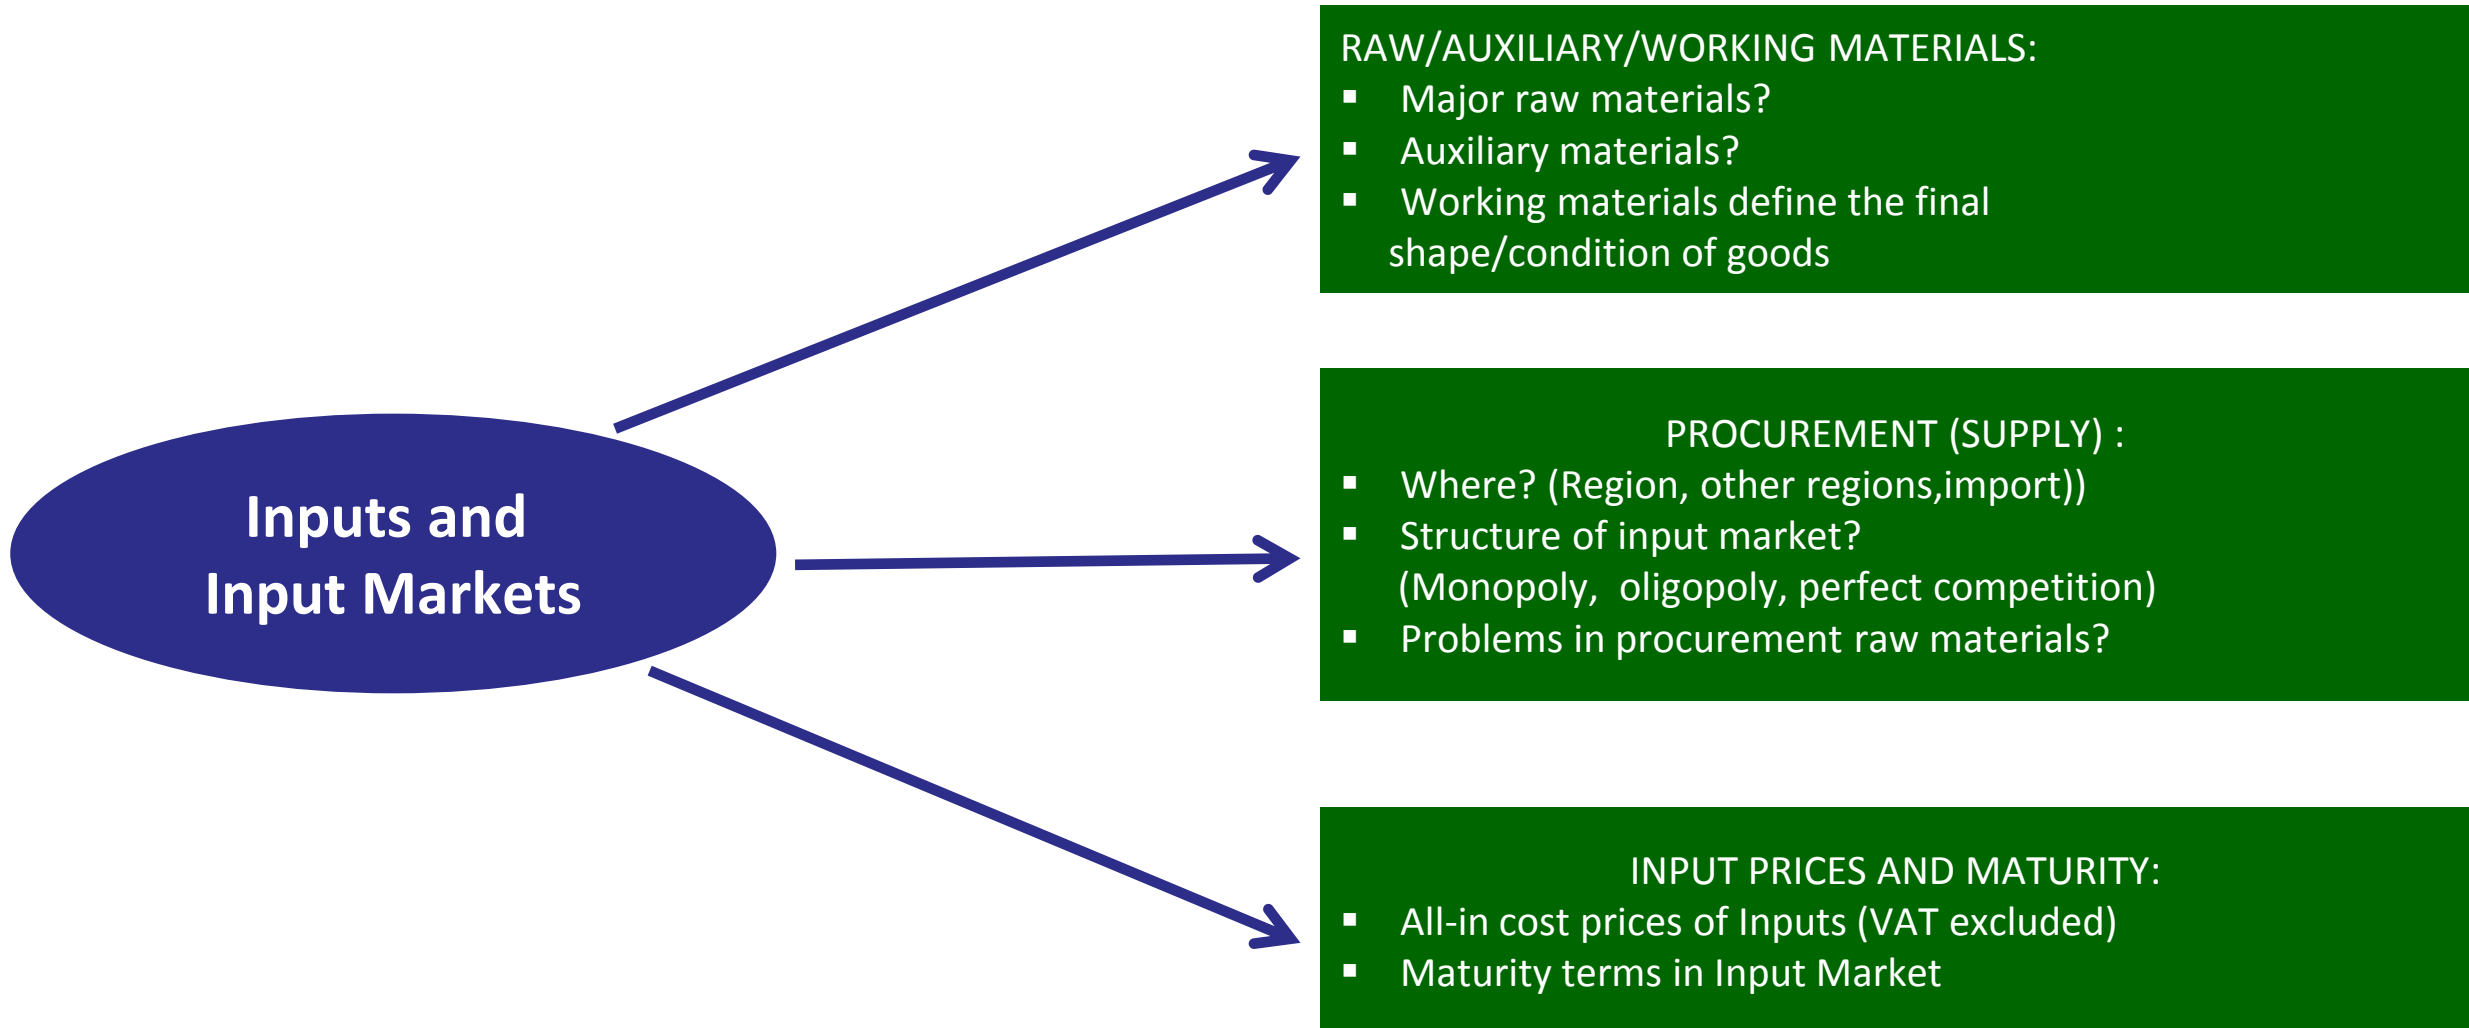 RAW/AUXILIARY/WORKING MATERIALS:
▪ Major raw materials?
▪ Auxiliary materials?
▪ Working materials define the final
shape/condition of goods
Inputs and
Input Markets
PROCUREMENT (SUPPLY) :
▪ Where? (Region, other regions,import))
▪ Structure of input market?
(Monopoly, oligopoly, perfect competition)
▪ Problems in procurement raw materials?
INPUT PRICES AND MATURITY:
▪ All-in cost prices of Inputs (VAT excluded)
▪ Maturity terms in Input Market